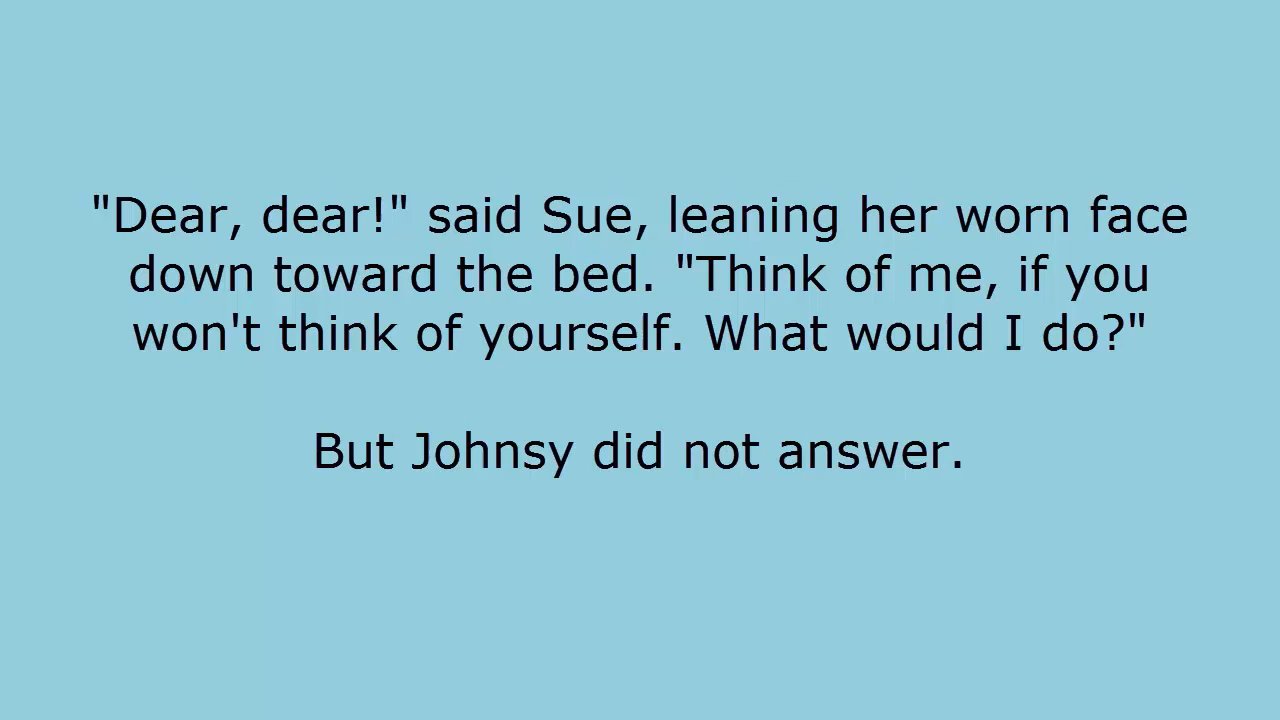 "Dear, dear!" said Sue, leaning her worn face
down toward the bed. "Think of me, if you
won't think of yourself. What would I do?"
But Johnsy did not answer.